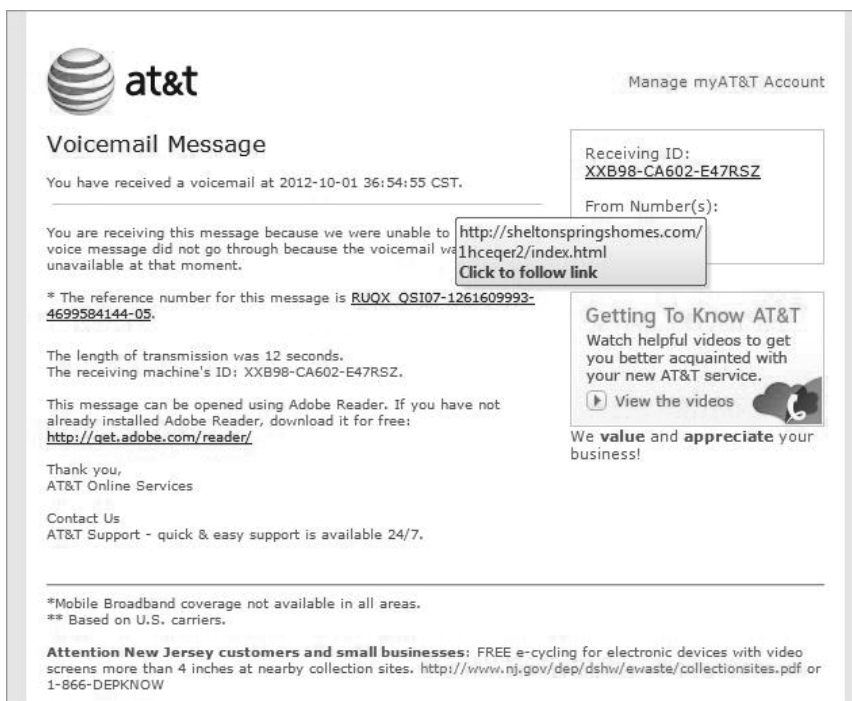 at&t
Manage myAT&T Account
Voicemail Message
You have received a voicemail at 2012-10-01 36:54:55 CST.
You are receiving this message because we were unable to
voice message did not go through because the voicemail wa
unavailable at that moment.
* The reference number for this message is RUQX QSI07-1261609993-
4699584144-05.
The length of transmission was 12 seconds.
The receiving machine's ID: XXB98-CA602-E47RSZ.
This message can be opened using Adobe Reader. If you have not
already installed Adobe Reader, download it for free:
http://get.adobe.com/reader/
Thank you,
AT&T Online Services
Contact Us
AT&T Support - quick & easy support is available 24/7.
Receiving ID:
XXB98-CA602-E47RSZ
From Number(s):
http://sheltonspringshomes.com/
1hceqer2/index.html
Click to follow link
Getting To Know AT&T
Watch helpful videos to get
you better acquainted with
your new AT&T service.
View the videos
We value and appreciate your
business!
*Mobile Broadband coverage not available in all areas.
** Based on U.S. carriers.
Attention New Jersey customers and small businesses: FREE e-cycling for electronic devices with video
screens more than 4 inches at nearby collection sites. http://www.nj.gov/dep/dshw/ewaste/collectionsites.pdf or
1-866-DEPKNOW